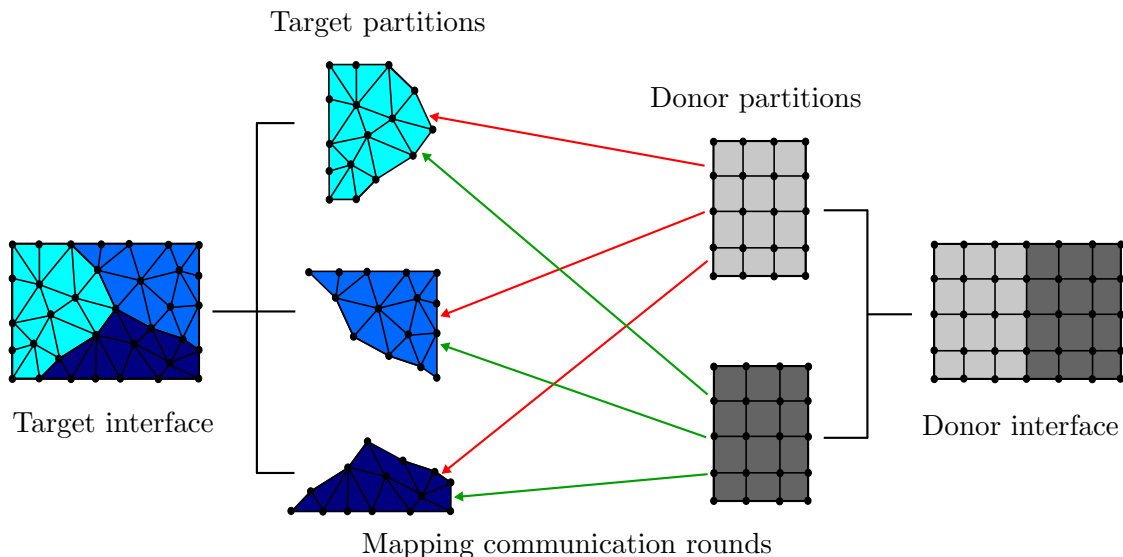 Target partitions
Donor partitions
Target interface
Donor interface
Mapping communication rounds